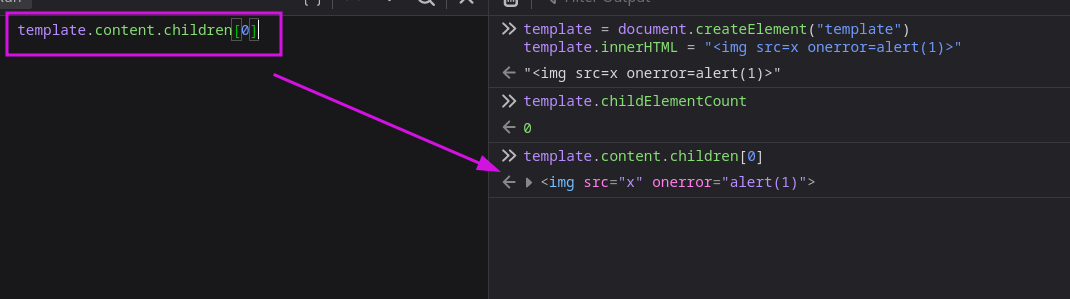 template.content.children[0]
template = document.createElement("template")
template.innerHTML = "<img src=x onerror=alert(1)>"
"<img src=x onerror=alert(1)>"
template.childElementCount
0
template.content.children[0]
<img src="x" onerror="alert(1)">